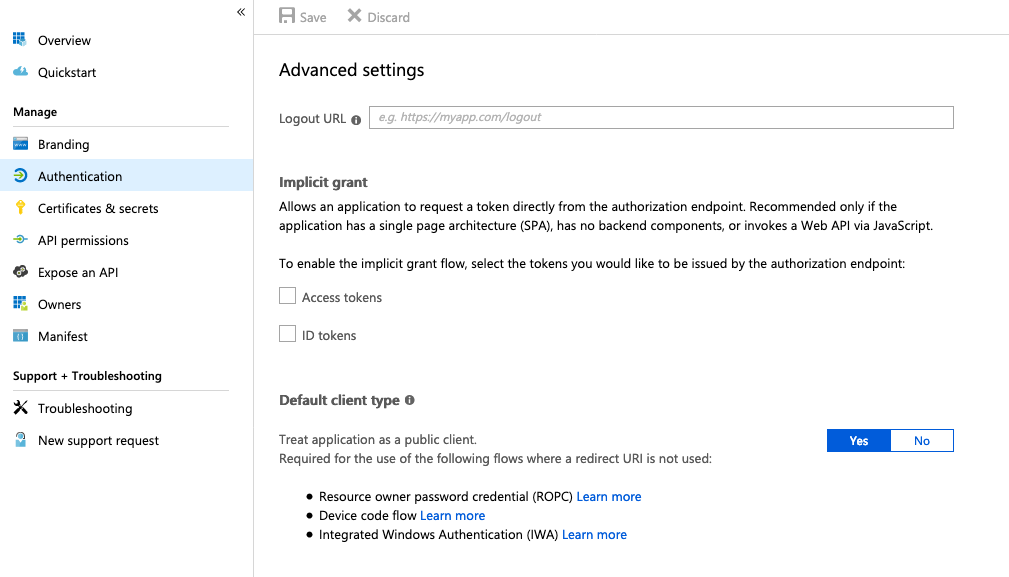 «
Overview
Quickstart
Manage
Branding
Authentication
Certificates & secrets
API permissions
Expose an API
Owners
Manifest
Support + Troubleshooting
Troubleshooting
New support request
Save Discard
Advanced settings
Logout URL e.g. https://myapp.com/logout
Implicit grant
Allows an application to request a token directly from the authorization endpoint. Recommended only if the
application has a single page architecture (SPA), has no backend components, or invokes a Web API via JavaScript.
To enable the implicit grant flow, select the tokens you would like to be issued by the authorization endpoint:
Access tokens
ID tokens
Default client type
Treat application as a public client.
Required for the use of the following flows where a redirect URI is not used:
Yes No
• Resource owner password credential (ROPC) Learn more
• Device code flow Learn more
• Integrated Windows Authentication (IWA) Learn more